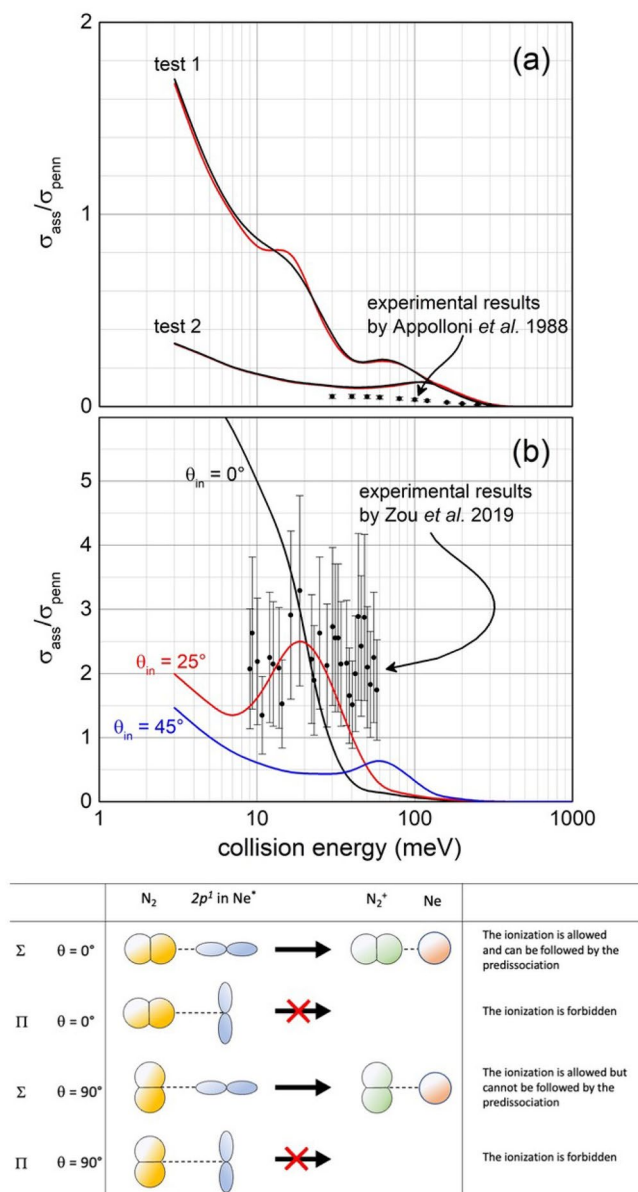 2
(a)
test 1
σass/σpenn
1
experimental results
by Appolloni et al. 1988
test 2
0
(b)
θin = 0°
5
experimental results
by Zou et al. 2019
4
σass/σpenn
3
θin = 25°
2
θin = 45°
1
0
1 10 100 1000
collision energy (meV)
N2 2p1 in Ne* N2+ Ne
Σ θ = 0° The ionization is allowed
and can be followed by the
predissociation
Π θ = 0° The ionization is forbidden
Σ θ = 90° The ionization is allowed but
cannot be followed by the
predissociation
Π θ = 90° The ionization is forbidden